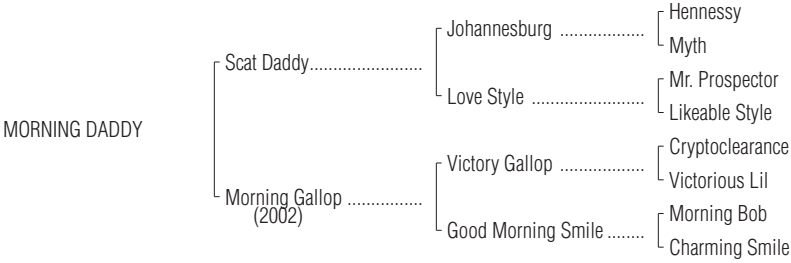 Hennessy
Johannesburg ..................
Myth
Scat Daddy........................
Mr. Prospector
Love Style ........................
Likeable Style
MORNING DADDY
Cryptoclearance
Victory Gallop ..................
Victorious Lil
Morning Gallop ................
(2002)
Morning Bob
Good Morning Smile ........
Charming Smile